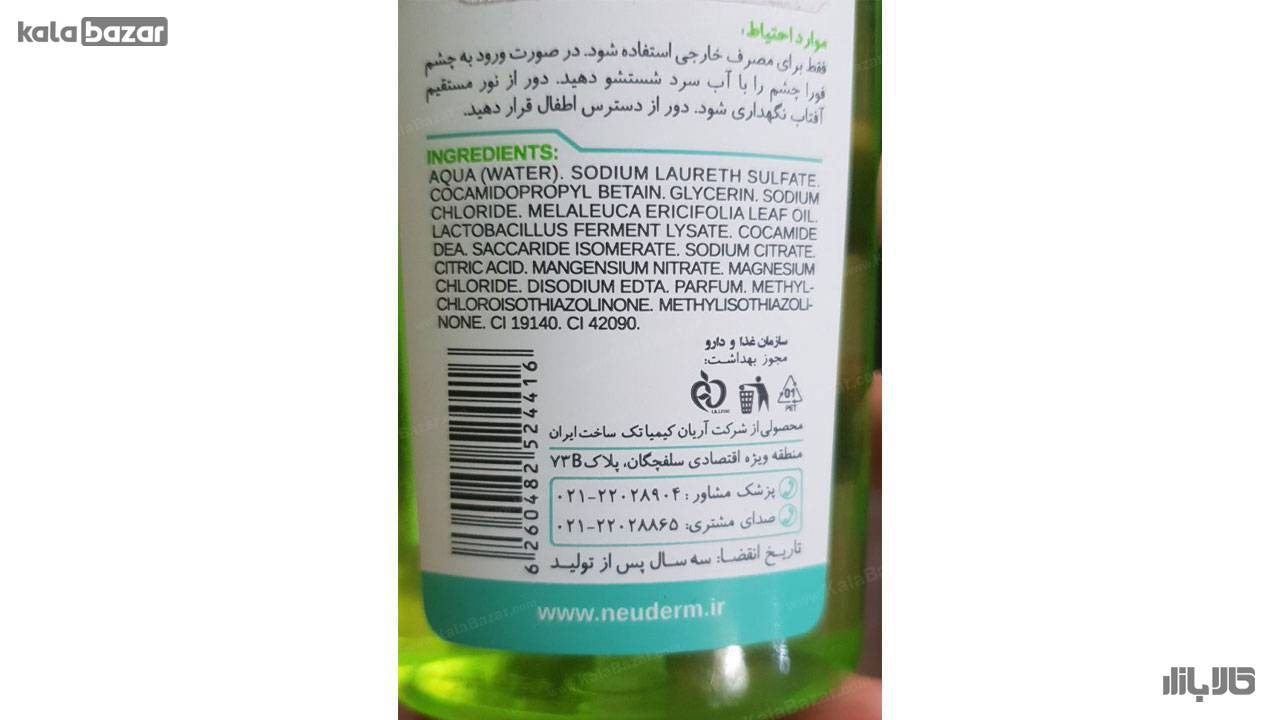 kala bazar
موارد احتیاط:
فقط برای مصرف خارجی استفاده شود. در صورت ورود به چشم
فورا چشم را با آب سرد شستشو دهید. دور از نور مستقیم
آفتاب نگهداری شود. دور از دسترس اطفال قرار دهید.
INGREDIENTS:
AQUA (WATER). SODIUM LAURETH SULFATE.
COCAMIDOPROPYL BETAIN. GLYCERIN. SODIUM
CHLORIDE. MELALEUCA ERICIFOLIA LEAF OIL.
LACTOBACILLUS FERMENT LYSATE. COCAMIDE
DEA. SACCARIDE ISOMERATE. SODIUM CITRATE.
CITRIC ACID. MANGENSIUM NITRATE. MAGNESIUM
CHLORIDE. DISODIUM EDTA. PARFUM. METHYL-
CHLOROISOTHIAZOLINONE. METHYLISOTHIAZOLI-
NONE. CI 19140. CI 42090.
سازمان غذا و دارو
مجوز بهداشت:
01
PET
محصولی از شرکت آریان کیمیا تک ساخت ایران
منطقه ویژه اقتصادی سلفچگان، پلاک ۷۳B
پزشک مشاور: ۰۲۱-۲۲۰۲۸۹۰۴
صدای مشتری: ۰۲۱-۲۲۰۲۸۸۶۵
تاریخ انقضا: سه سال پس از تولید
6 260482 524416
www.neuderm.ir
کالابازار